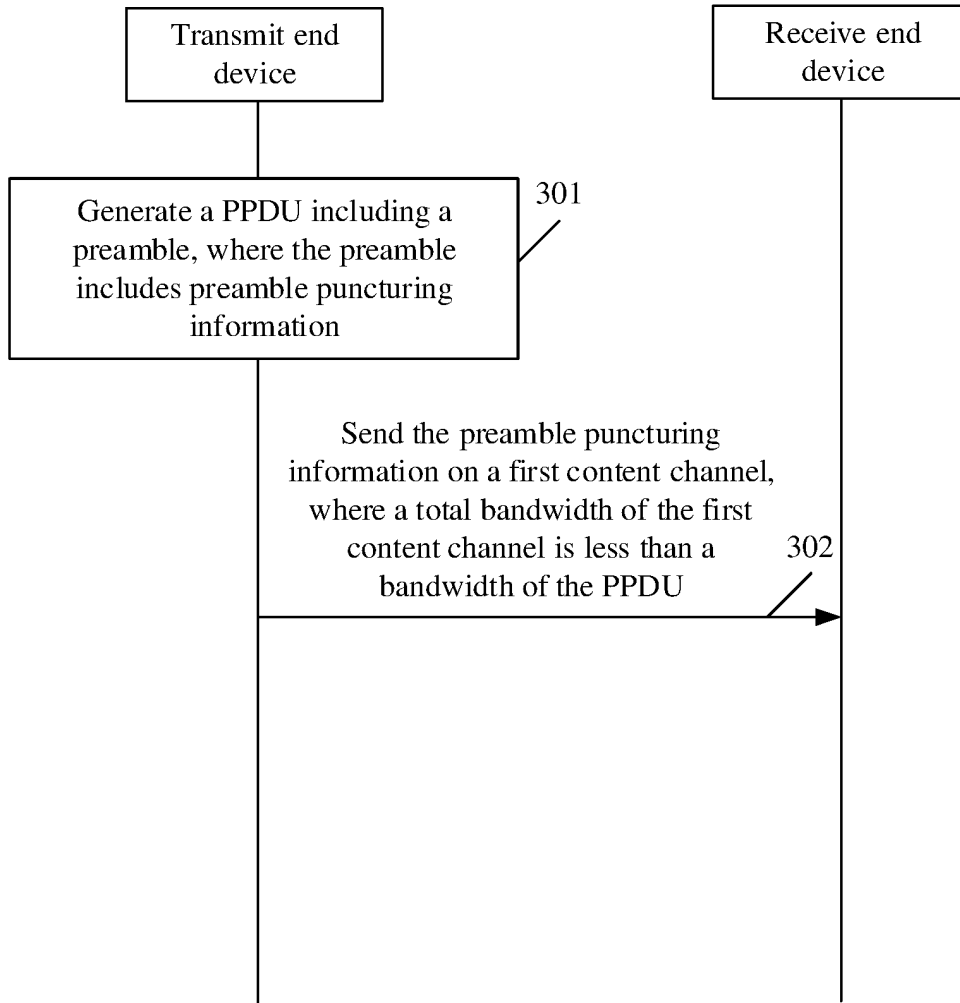 Transmit end
device
Receive end
device
301
Generate a PPDU including a
preamble, where the preamble
includes preamble puncturing
information
Send the preamble puncturing
information on a first content channel,
where a total bandwidth of the first
content channel is less than a
bandwidth of the PPDU
302